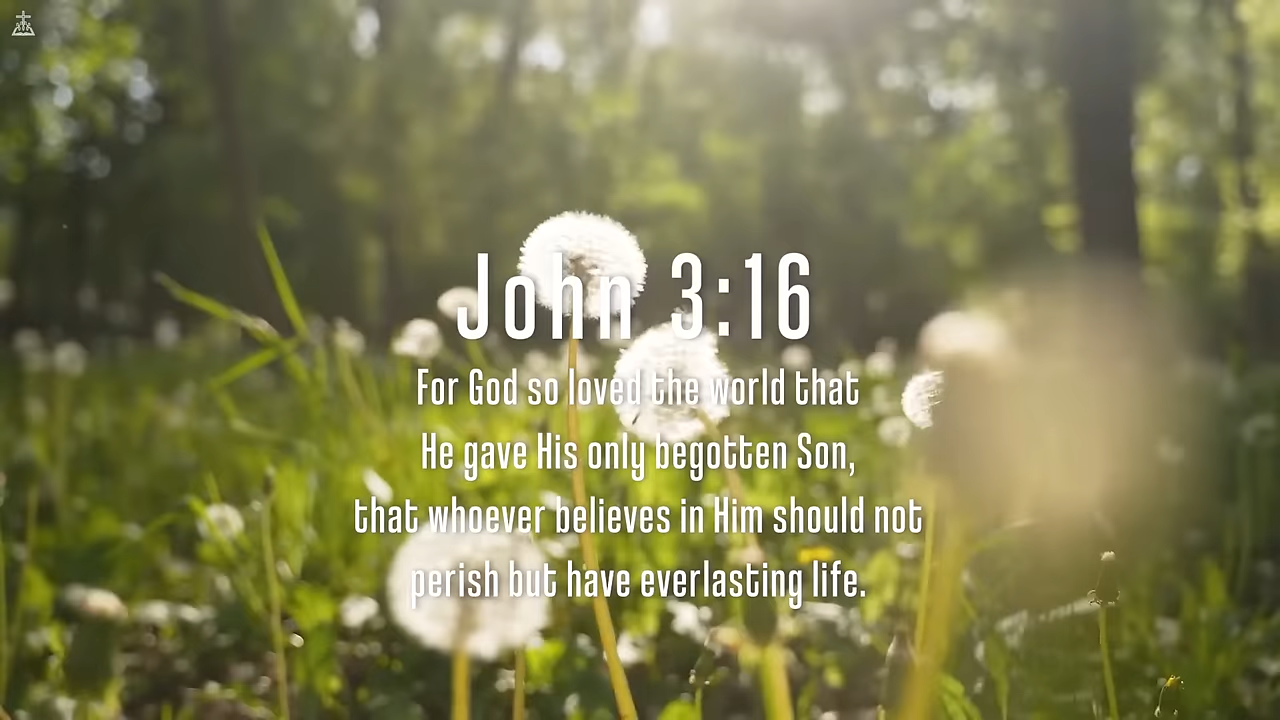 John 3:16
For God so loved the world that
He gave His only begotten Son,
that whoever believes in Him should not
perish but have everlasting life.